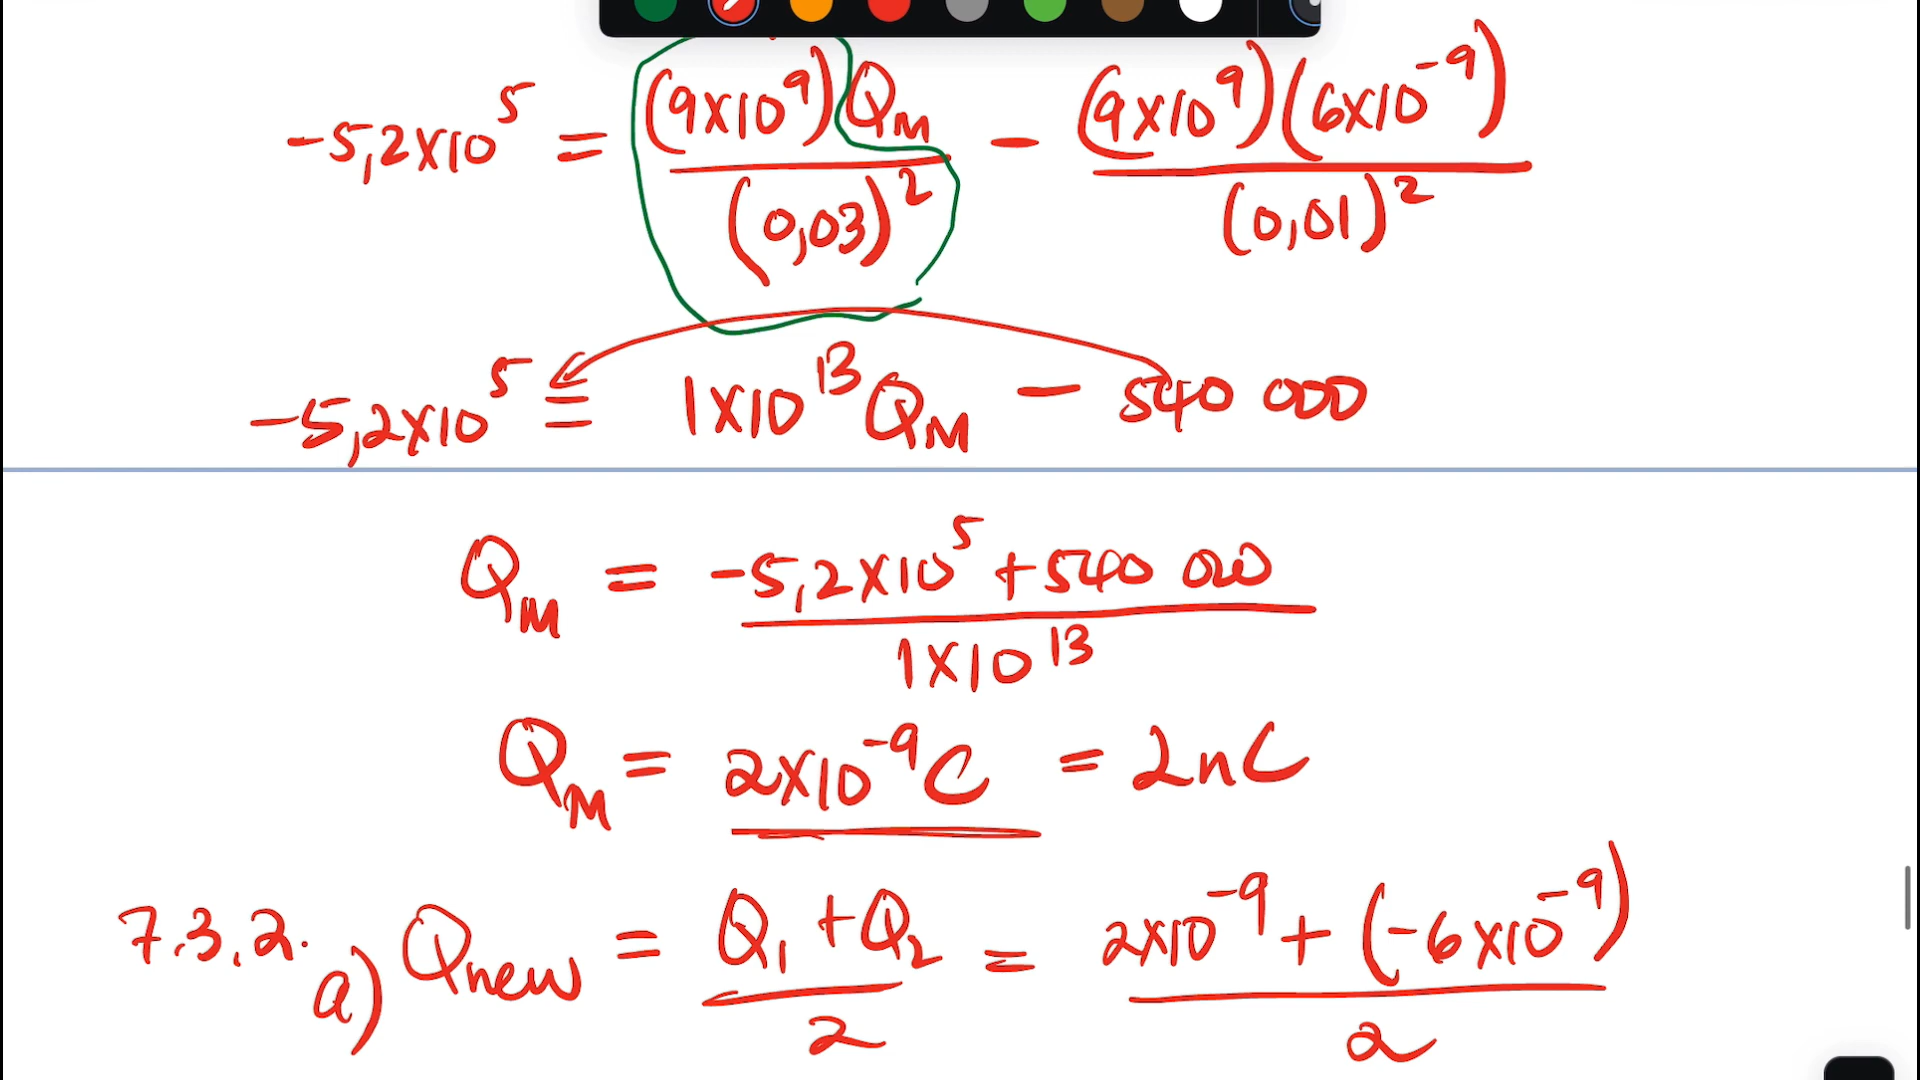 -5,2x10^5 = (9x10^9)Q_M / (0,03)^2 - (9x10^9)(6x10^-9) / (0,01)^2
-5,2x10^5 = 1x10^13 Q_M - 540 000
Q_M = -5,2x10^5 + 540 000 / 1x10^13
Q_M = 2x10^-9 C = 2nC
7.3.2. a) Qnew = Q_1 + Q_2 / 2 = 2x10^-9 + (-6x10^-9) / 2